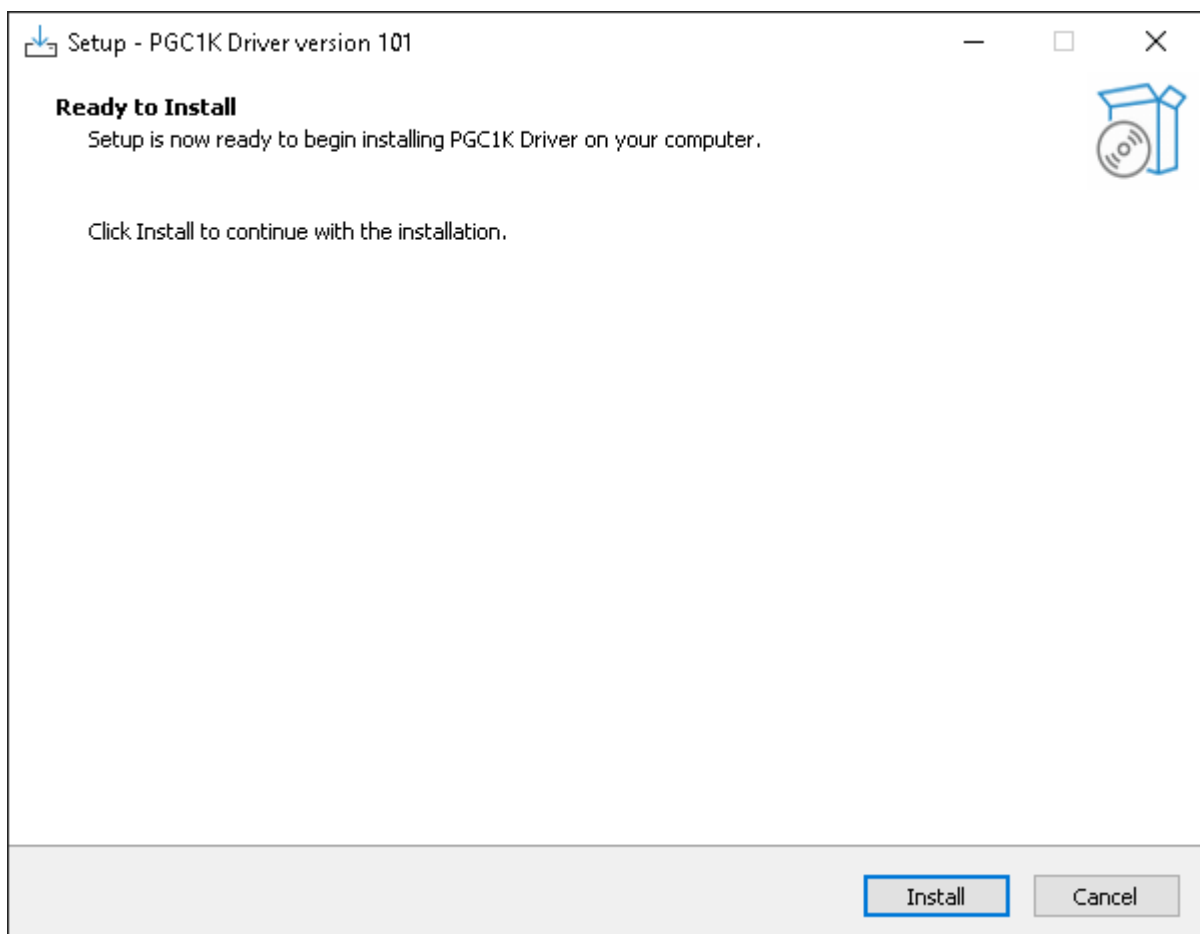 Setup - PGC1K Driver version 101
Ready to Install
Setup is now ready to begin installing PGC1K Driver on your computer.
Click Install to continue with the installation.
Install
Cancel